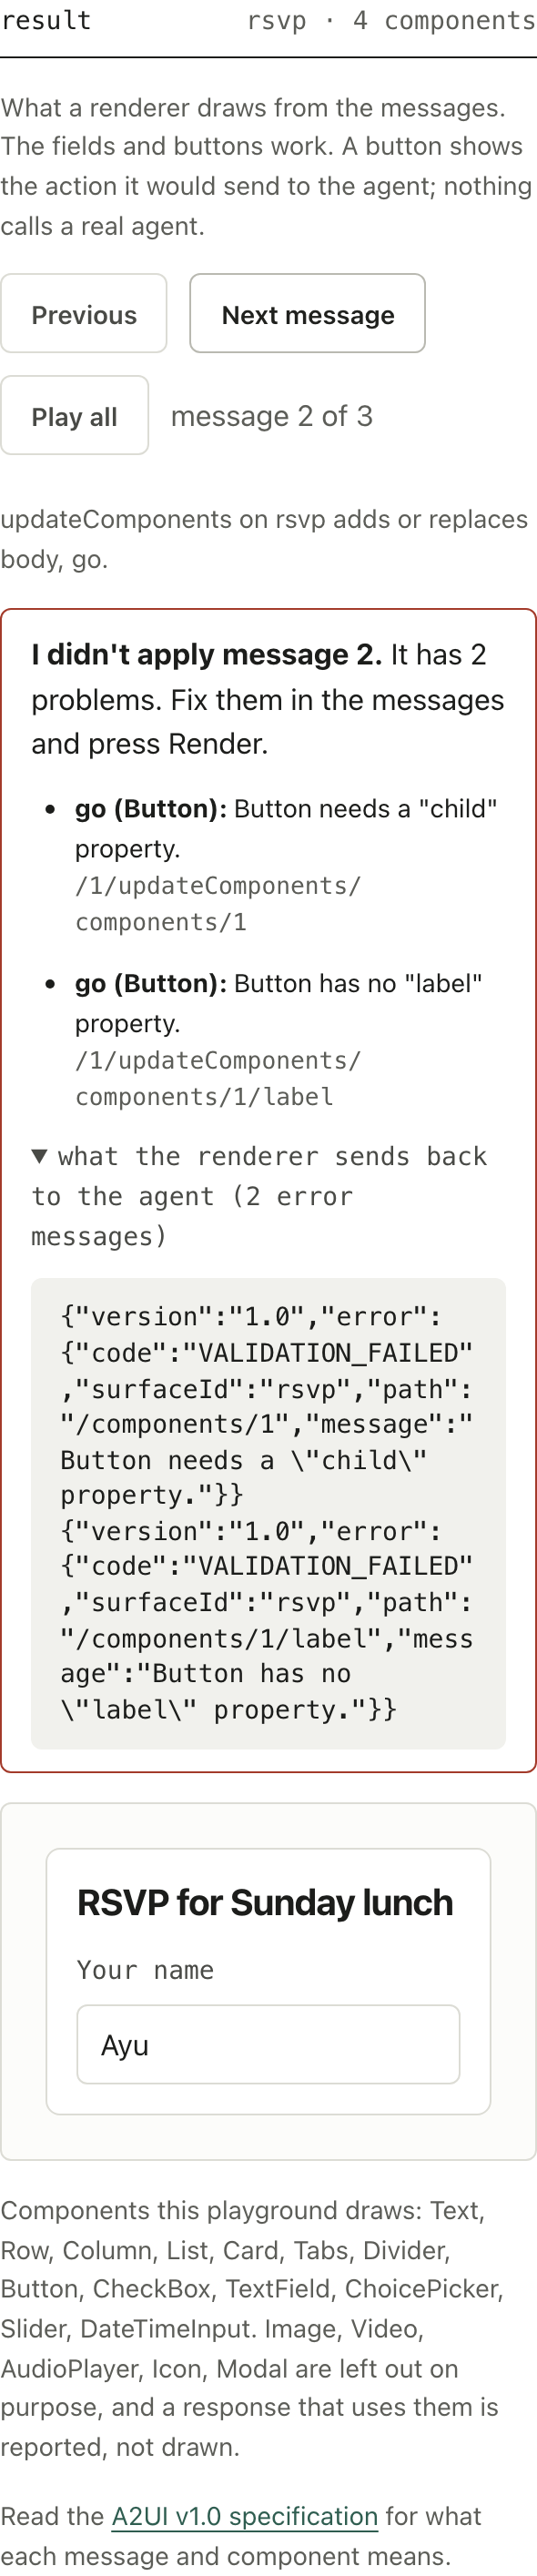 result
rsvp · 4 components
What a renderer draws from the messages.
The fields and buttons work. A button shows
the action it would send to the agent; nothing
calls a real agent.
Previous
Next message
Play all
message 2 of 3
updateComponents on rsvp adds or replaces
body, go.
I didn't apply message 2. It has 2
problems. Fix them in the messages
and press Render.
• go (Button): Button needs a "child"
property.
/1/updateComponents/
components/1
• go (Button): Button has no "label"
property.
/1/updateComponents/
components/1/label
▼ what the renderer sends back
to the agent (2 error
messages)
{"version":"1.0","error":
{"code":"VALIDATION_FAILED"
,"surfaceId":"rsvp","path":
"/components/1","message":"
Button needs a \"child\"
property."}}
{"version":"1.0","error":
{"code":"VALIDATION_FAILED"
,"surfaceId":"rsvp","path":
"/components/1/label","mess
age":"Button has no
\"label\" property."}}
RSVP for Sunday lunch
Your name
Ayu
Components this playground draws: Text,
Row, Column, List, Card, Tabs, Divider,
Button, CheckBox, TextField, ChoicePicker,
Slider, DateTimeInput. Image, Video,
AudioPlayer, Icon, Modal are left out on
purpose, and a response that uses them is
reported, not drawn.
Read the A2UI v1.0 specification for what
each message and component means.